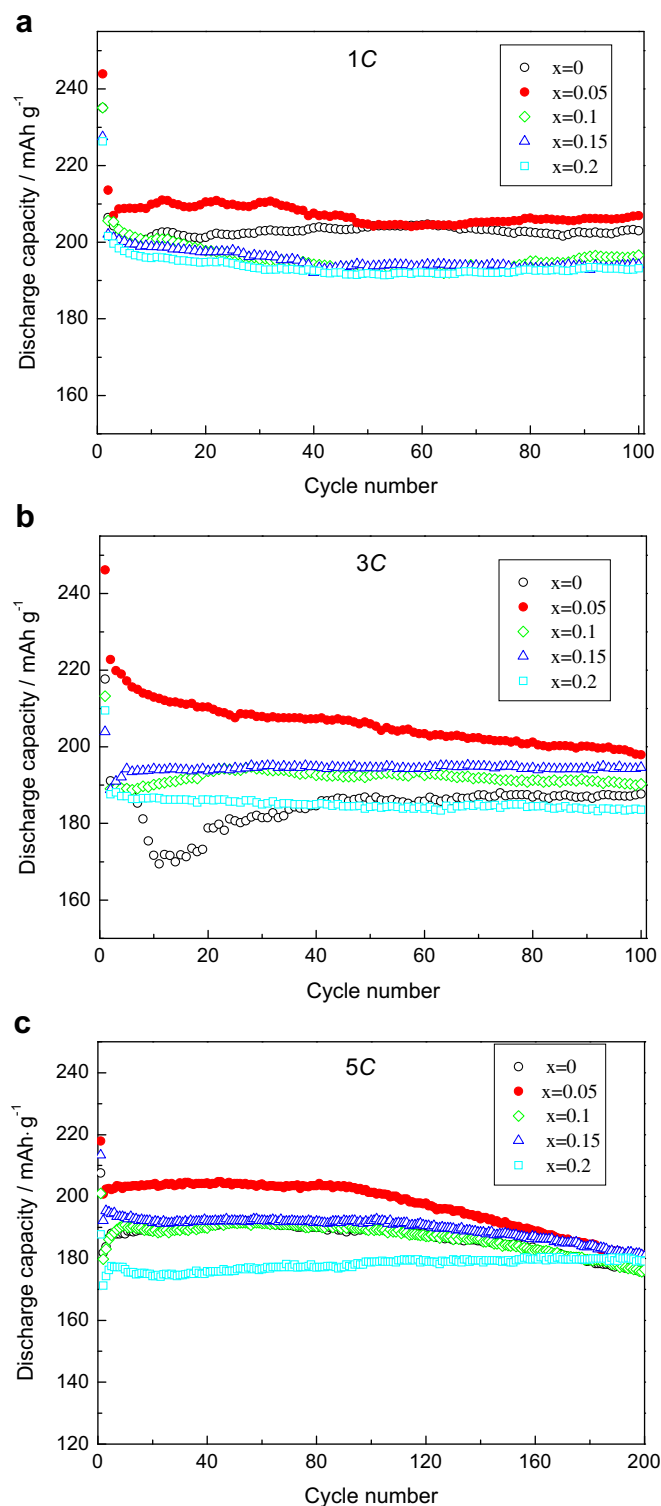 a
1C
x=0
x=0.05
x=0.1
x=0.15
x=0.2
240
220
200
180
160
0 20 40 60 80 100
Discharge capacity / mAh g-1
Cycle number
b
3C
x=0
x=0.05
x=0.1
x=0.15
x=0.2
240
220
200
180
160
0 20 40 60 80 100
Discharge capacity / mAh g-1
Cycle number
c
5C
x=0
x=0.05
x=0.1
x=0.15
x=0.2
240
220
200
180
160
140
120
0 40 80 120 160 200
Discharge capacity / mAh·g-1
Cycle number